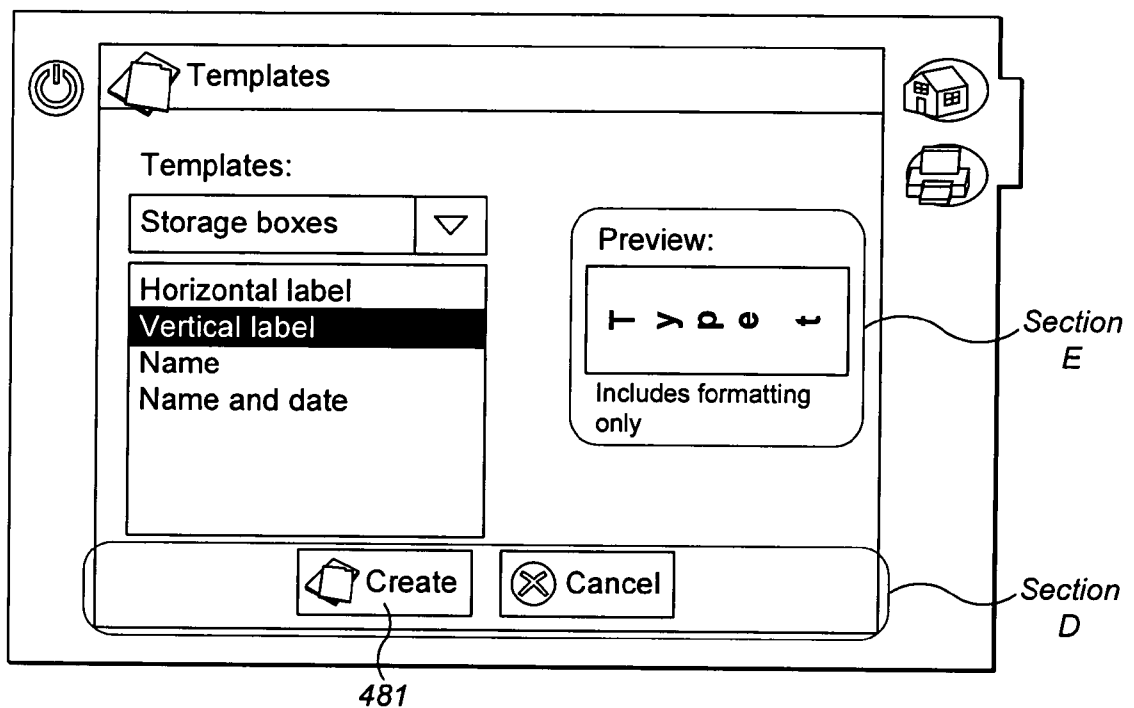 Templates
Templates:
Storage boxes
Horizontal label
Vertical label
Name
Name and date
Preview:
Type t
Includes formatting
only
Section
E
Create
Cancel
Section
D
481